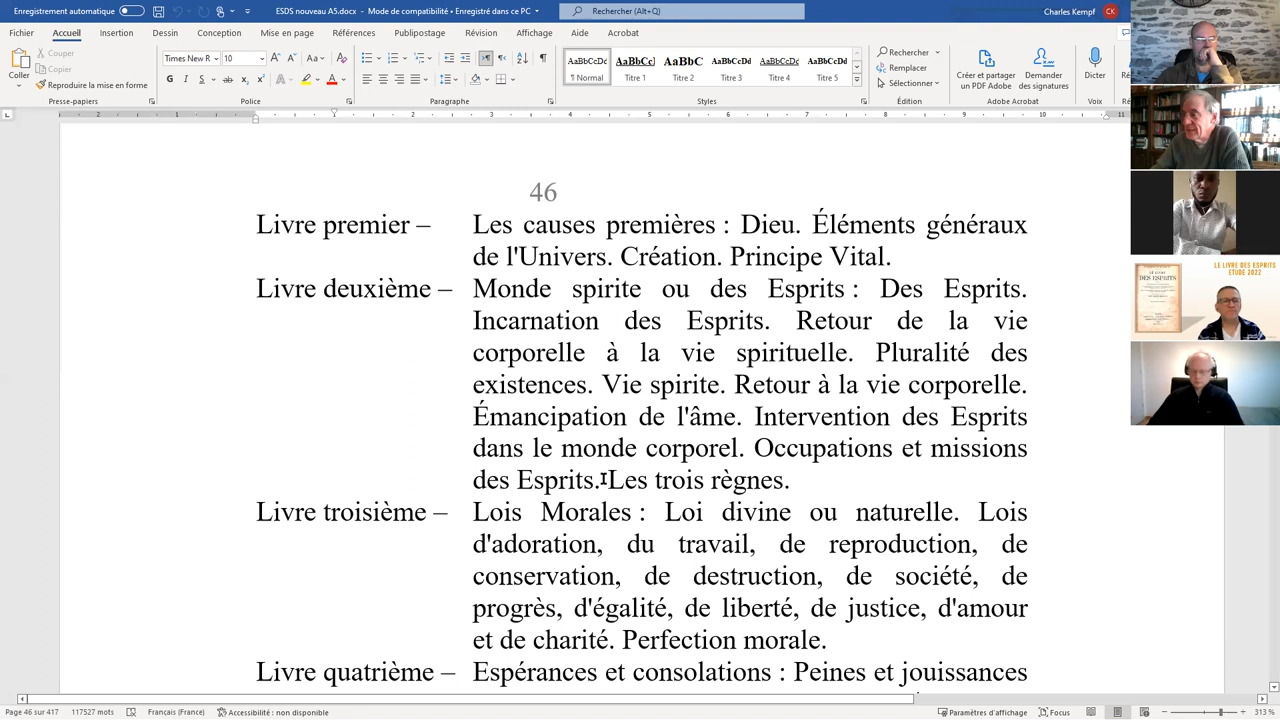 Enregistrement automatique ESDS nouveau A5.docx - Mode de compatibilité • Enregistré dans ce PC Rechercher (Alt+Q) Charles Kempf CK
Fichier Accueil Insertion Dessin Conception Mise en page Références Publipostage Révision Affichage Aide Acrobat
Coller
Couper
Copier
Reproduire la mise en forme
Presse-papiers
Times New R 10
G I S
Police
Paragraphe
AaBbCcDc AaBbCcI AaBbC AaBbCcDd AaBbCcDd AaBbCcDd
¶ Normal Titre 1 Titre 2 Titre 3 Titre 4 Titre 5
Styles
Rechercher
Remplacer
Sélectionner
Édition
Créer et partager un PDF Adobe
Demander des signatures
Adobe Acrobat
Dicter
Voix
46
Livre premier – Les causes premières : Dieu. Éléments généraux
de l'Univers. Création. Principe Vital.
Livre deuxième – Monde spirite ou des Esprits : Des Esprits.
Incarnation des Esprits. Retour de la vie
corporelle à la vie spirituelle. Pluralité des
existences. Vie spirite. Retour à la vie corporelle.
Émancipation de l'âme. Intervention des Esprits
dans le monde corporel. Occupations et missions
des Esprits. Les trois règnes.
Livre troisième – Lois Morales : Loi divine ou naturelle. Lois
d'adoration, du travail, de reproduction, de
conservation, de destruction, de société, de
progrès, d'égalité, de liberté, de justice, d'amour
et de charité. Perfection morale.
Livre quatrième – Espérances et consolations : Peines et jouissances
LE LIVRE DES ESPRITS
ETUDE 2022
DES ESPRITS
Page 46 sur 417 117527 mots Français (France) Accessibilité : non disponible Paramètres d'affichage Focus 313 %